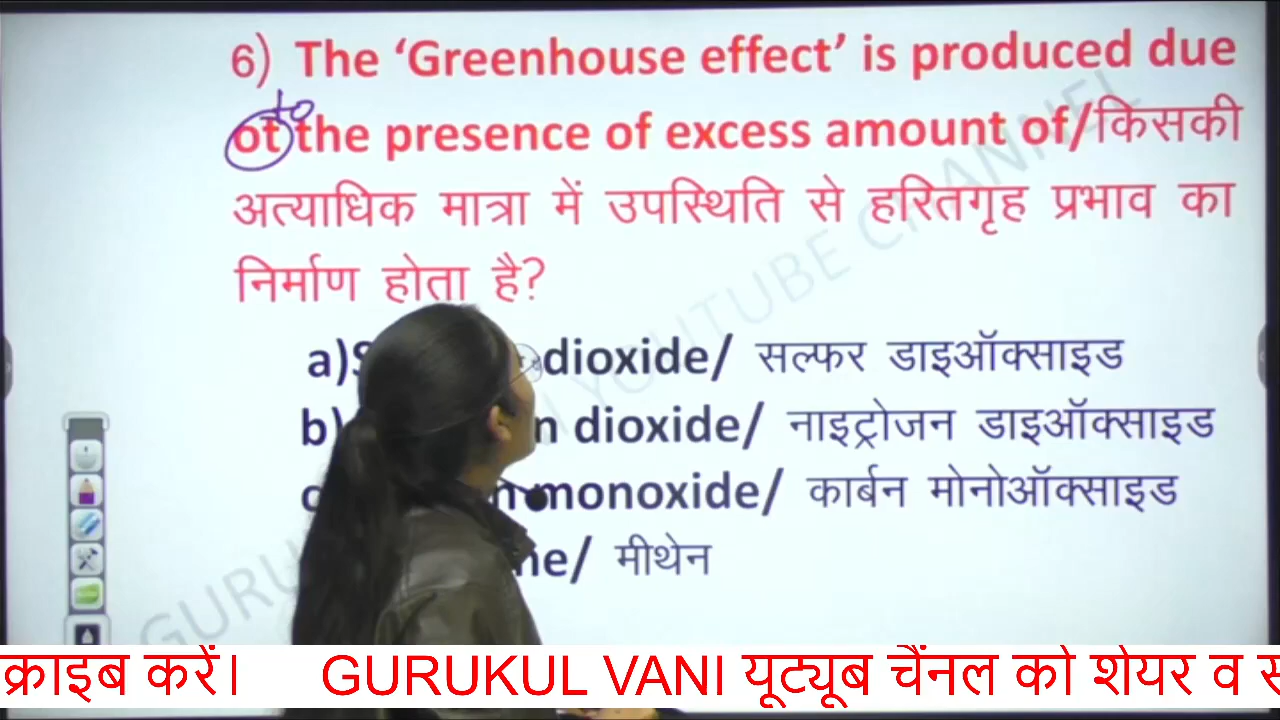 6) The ‘Greenhouse effect’ is produced due
to
ot the presence of excess amount of/किसकी
अत्याधिक मात्रा में उपस्थिति से हरितगृह प्रभाव का
निर्माण होता है?
a) dioxide/ सल्फर डाइऑक्साइड
b) dioxide/ नाइट्रोजन डाइऑक्साइड
monoxide/ कार्बन मोनोऑक्साइड
मीथेन
YOUTUBE CHANNEL
क्राइब करें। GURUKUL VANI यूट्यूब चैंनल को शेयर व